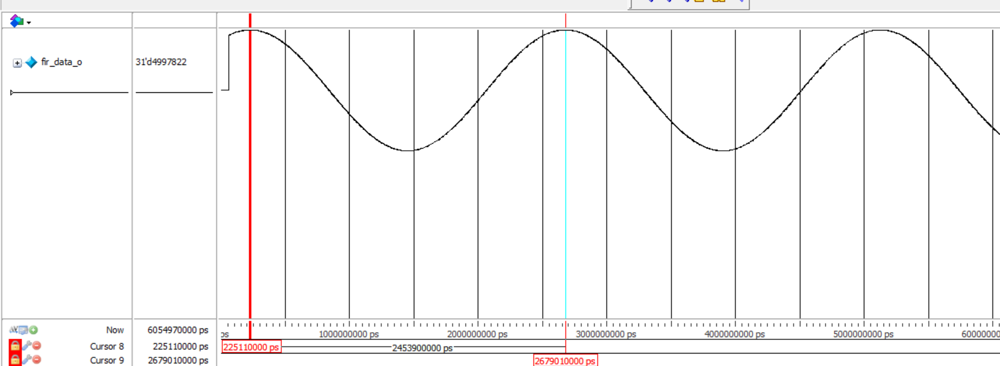 fir_data_o 31'd4997822
Now 6054970000 ps
ps 1000000000 ps 2000000000 ps 3000000000 ps 4000000000 ps 5000000000 ps 60000000
Cursor 8 225110000 ps 225110000 ps 2453900000 ps
Cursor 9 2679010000 ps 2679010000 ps